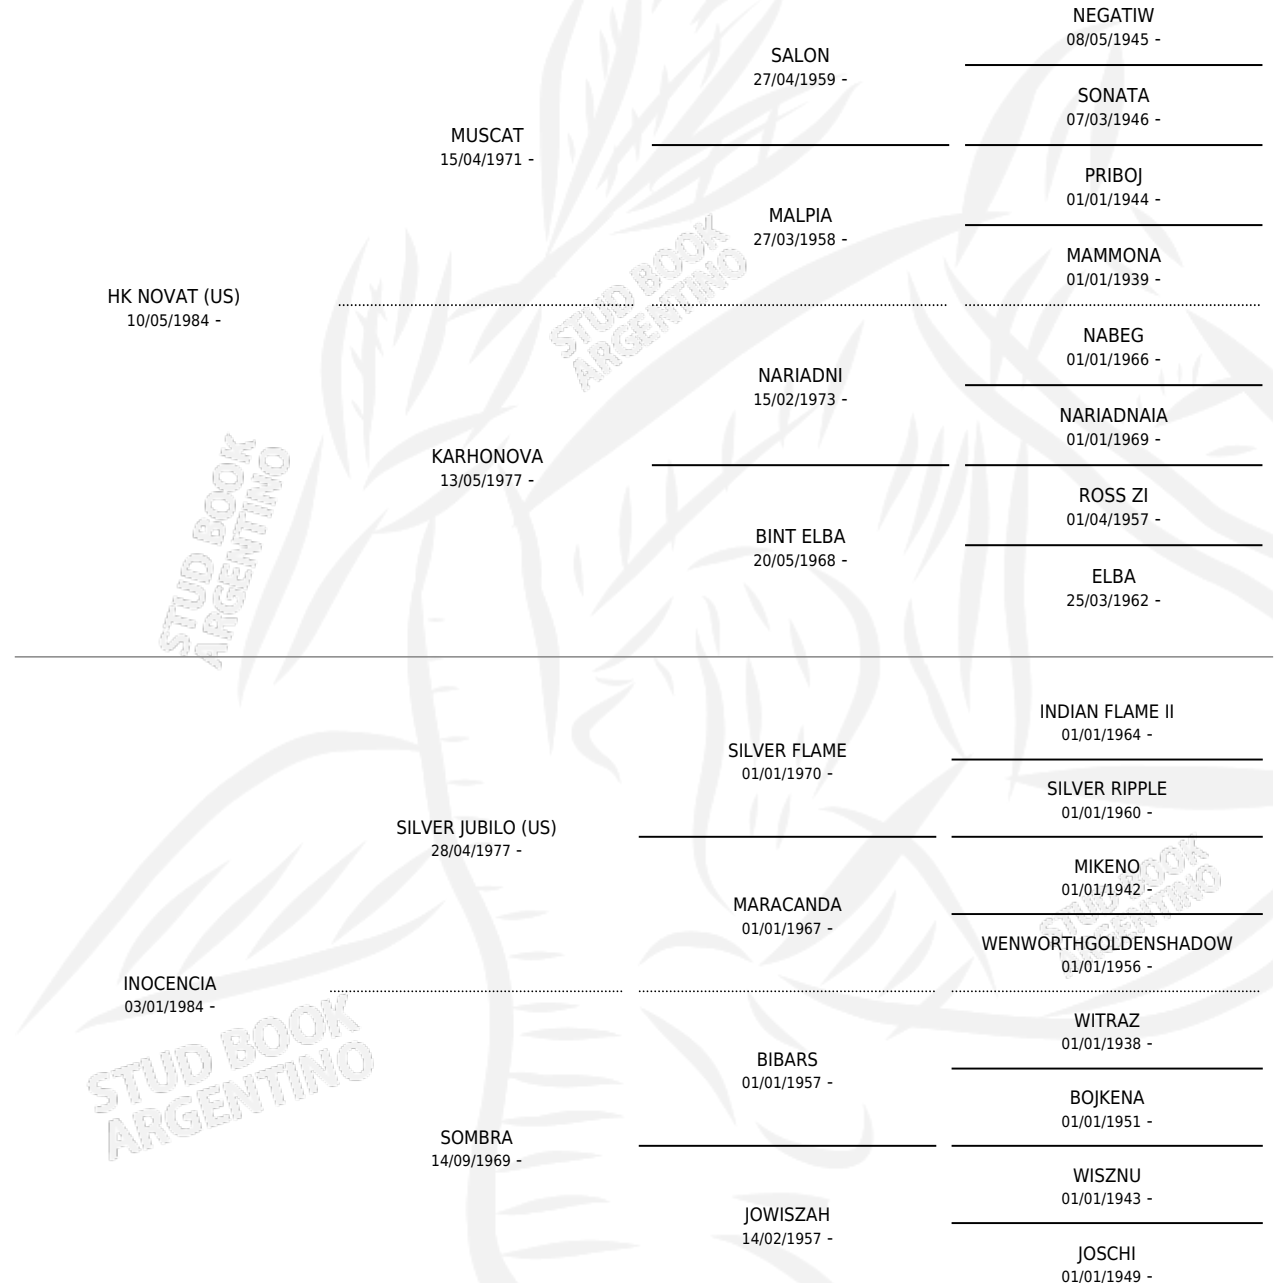 NEGATIW
08/05/1945 -
SALON
27/04/1959 -
SONATA
07/03/1946 -
MUSCAT
15/04/1971 -
PRIBOJ
01/01/1944 -
MALPIA
27/03/1958 -
MAMMONA
01/01/1939 -
HK NOVAT (US)
10/05/1984 -
NABEG
01/01/1966 -
NARIADNI
15/02/1973 -
NARIADNAIA
01/01/1969 -
KARHONOVA
13/05/1977 -
ROSS ZI
01/04/1957 -
BINT ELBA
20/05/1968 -
ELBA
25/03/1962 -
INDIAN FLAME II
01/01/1964 -
SILVER FLAME
01/01/1970 -
SILVER RIPPLE
01/01/1960 -
SILVER JUBILO (US)
28/04/1977 -
MIKENO
01/01/1942 -
MARACANDA
01/01/1967 -
WENWORTHGOLDENSHADOW
01/01/1956 -
INOCENCIA
03/01/1984 -
WITRAZ
01/01/1938 -
BIBARS
01/01/1957 -
BOJKENA
01/01/1951 -
SOMBRA
14/09/1969 -
WISZNU
01/01/1943 -
JOWISZAH
14/02/1957 -
JOSCHI
01/01/1949 -
STUD BOOK
ARGENTINO
STUD BOOK
ARGENTINO
STUD BOOK
ARGENTINO
STUD BOOK
ARGENTINO